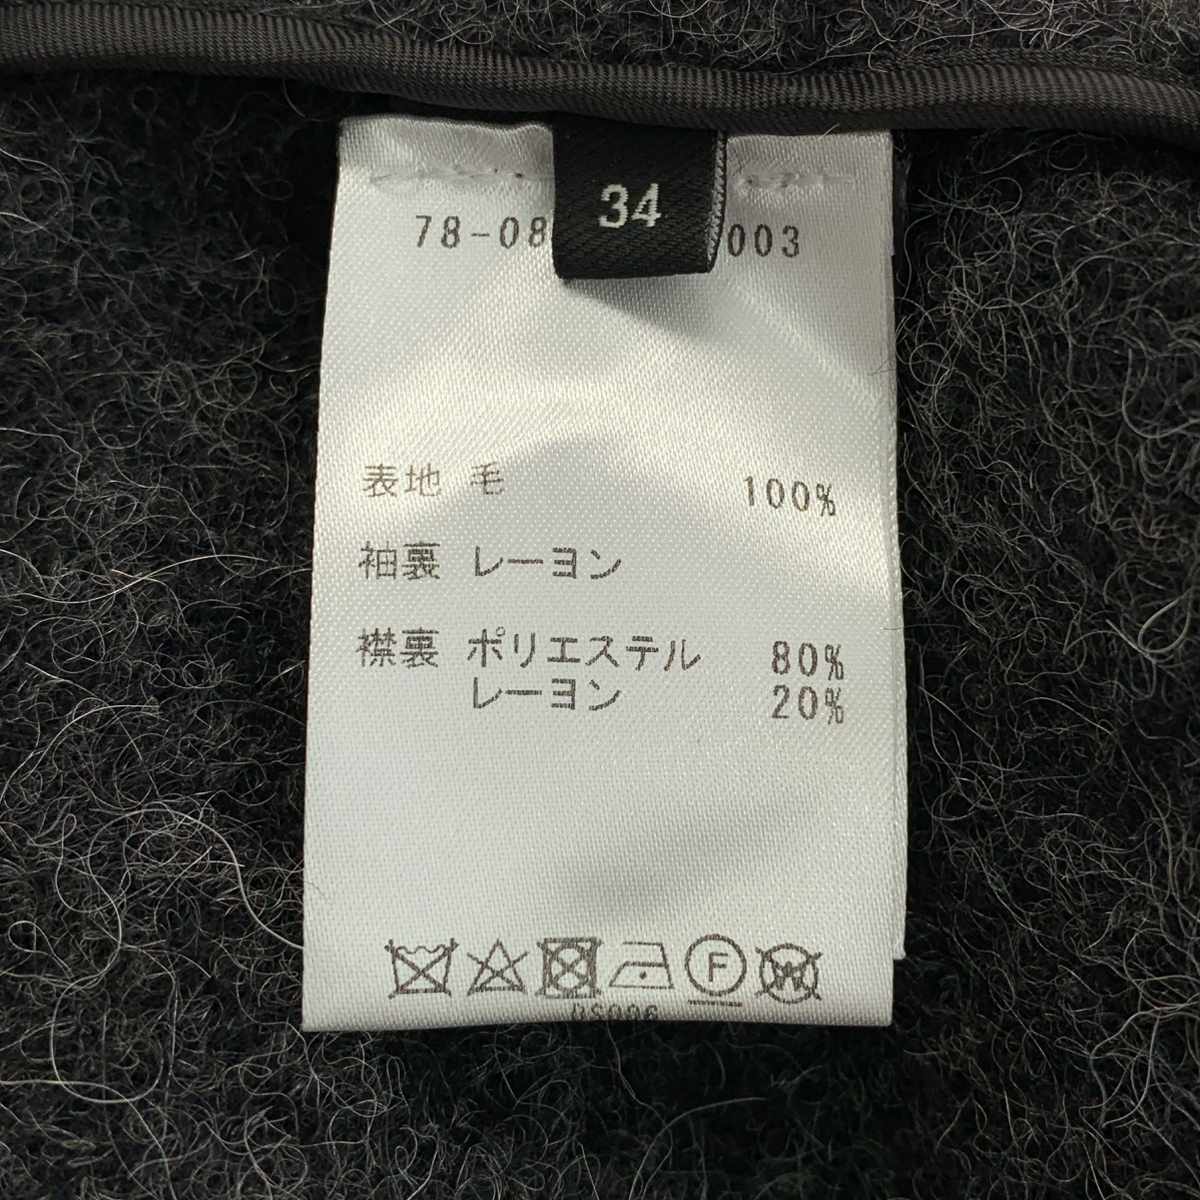 34
78-08 003
表地 毛 100%
袖裏 レーヨン
襟裏 ポリエステル 80%
レーヨン 20%
F W